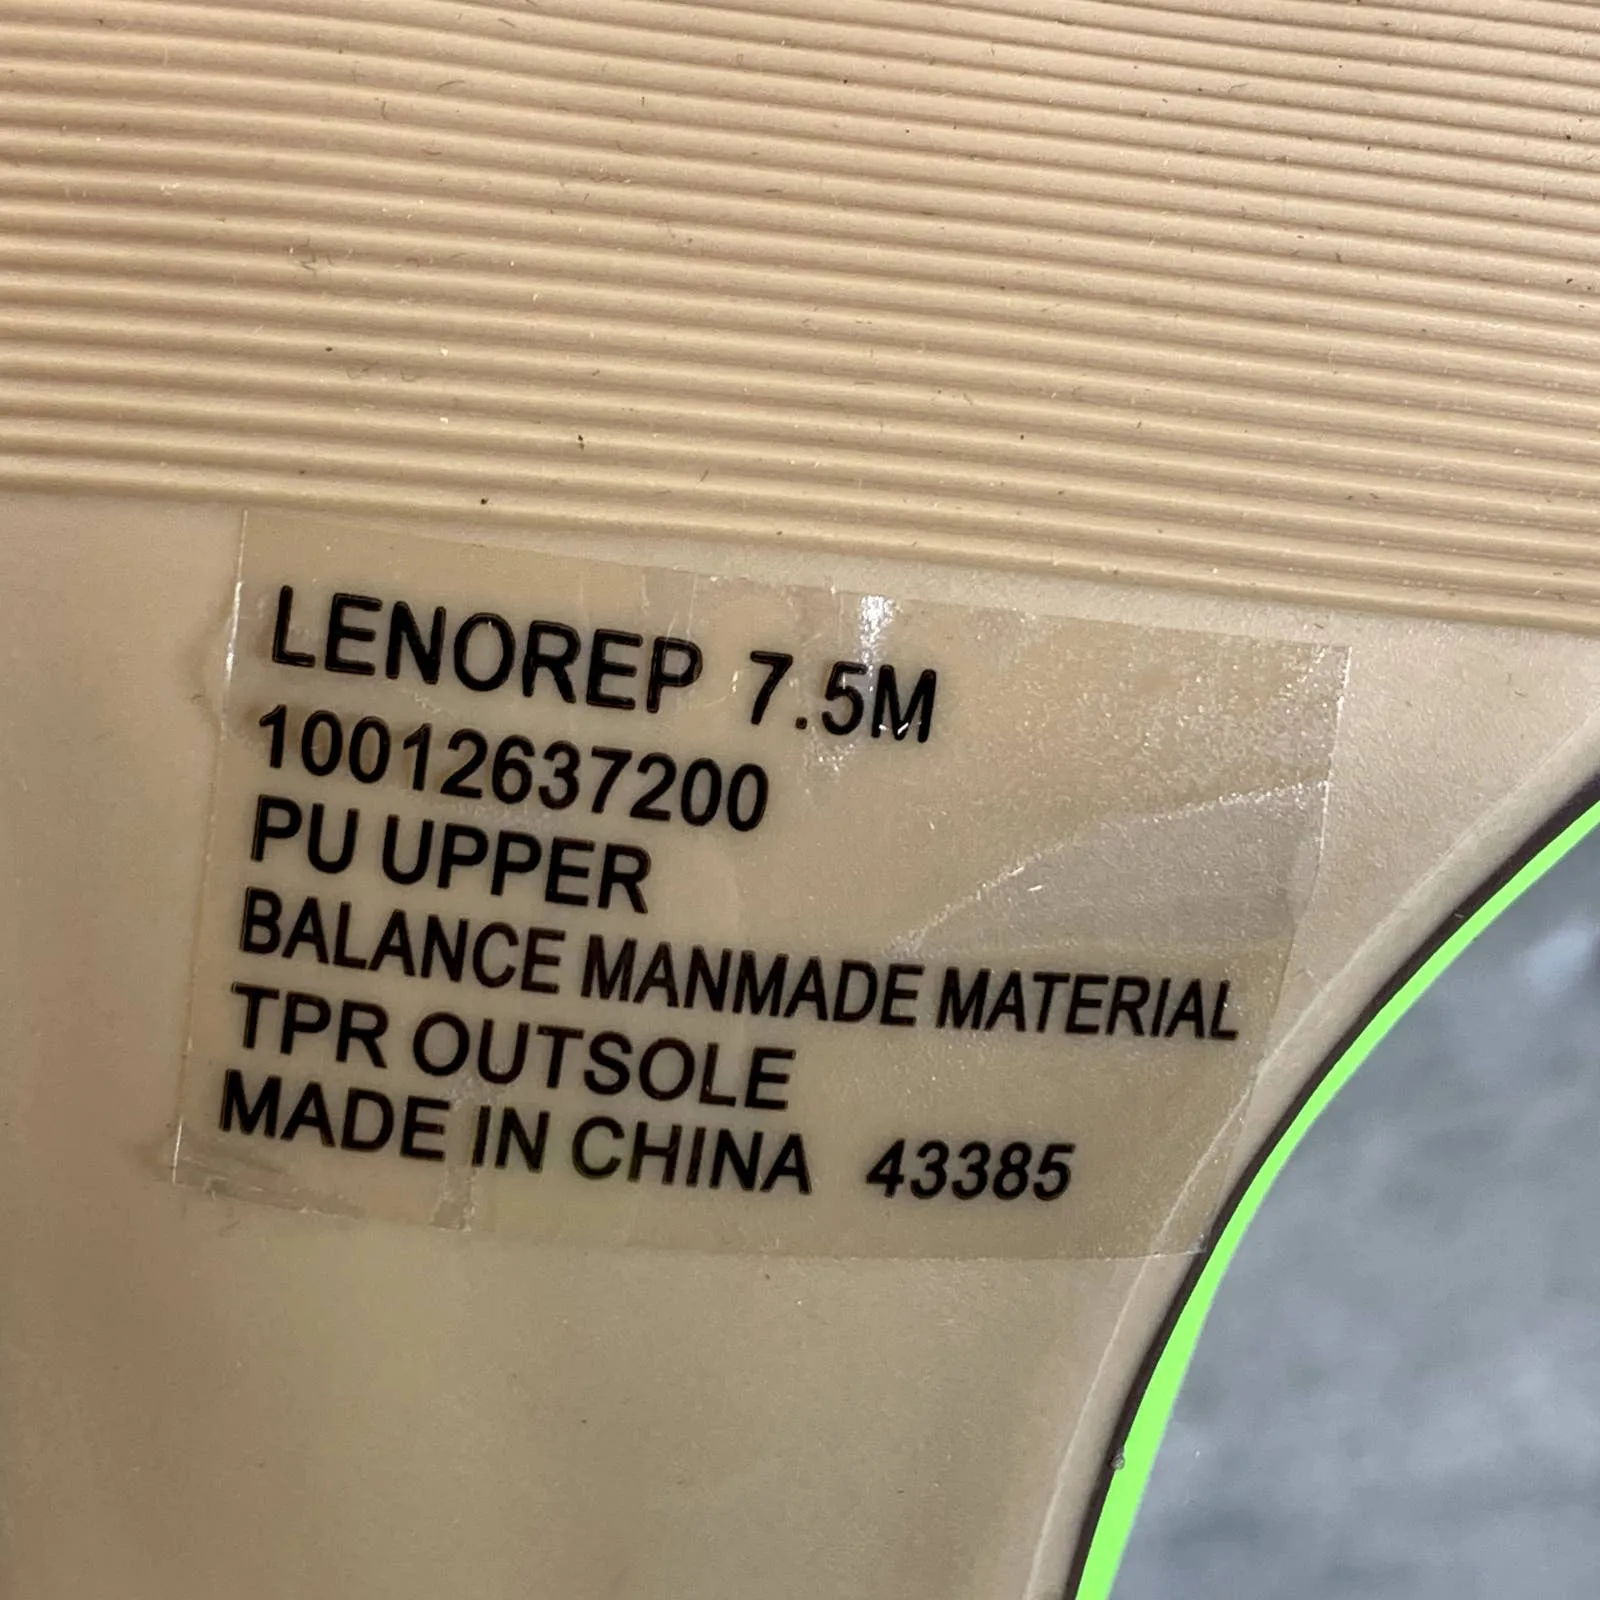 LENOREP 7.5M
10012637200
PU UPPER
BALANCE MANMADE MATERIAL
TPR OUTSOLE
MADE IN CHINA 43385